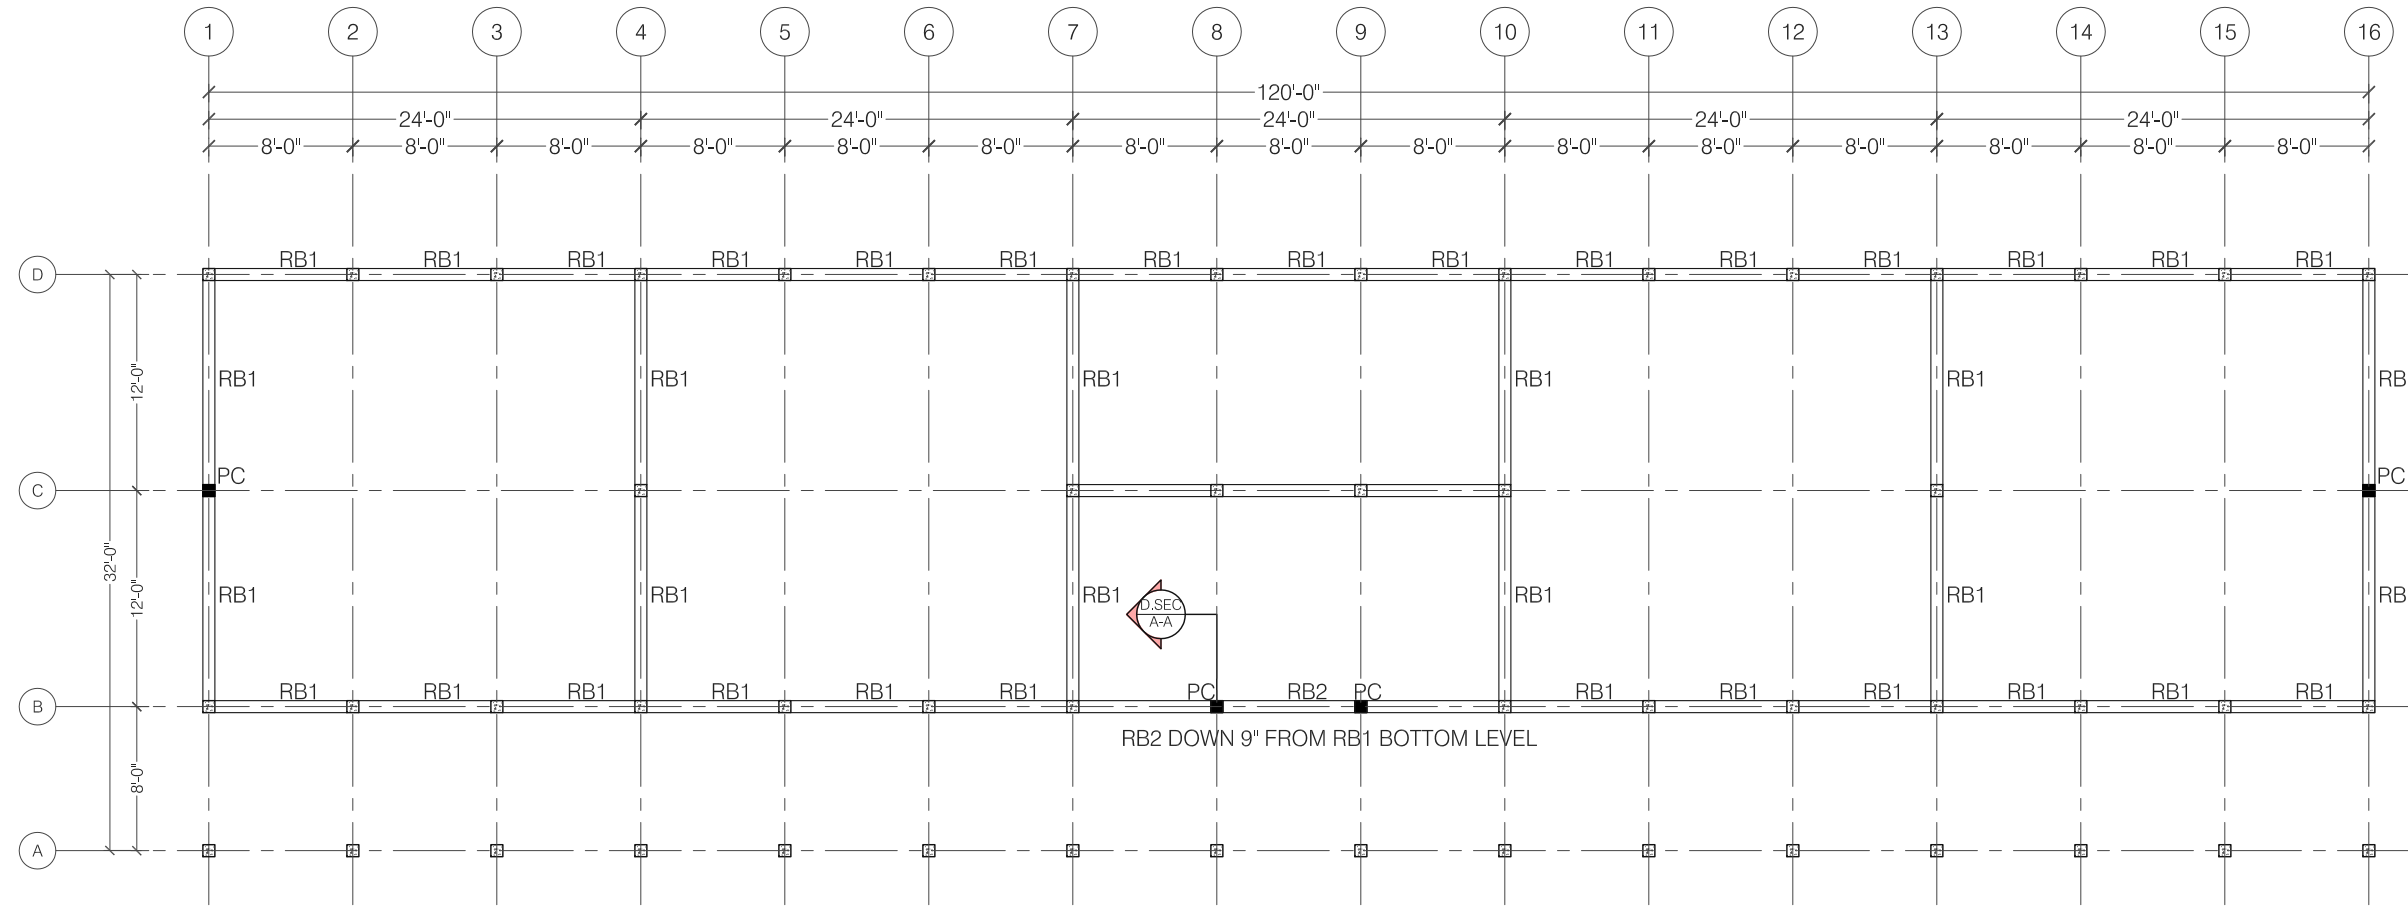 1 2 3 4 5 6 7 8 9 10 11 12 13 14 15 16
120'-0"
24'-0" 24'-0" 24'-0" 24'-0" 24'-0"
8'-0" 8'-0" 8'-0" 8'-0" 8'-0" 8'-0" 8'-0" 8'-0" 8'-0" 8'-0" 8'-0" 8'-0" 8'-0" 8'-0" 8'-0"
RB1 RB1 RB1 RB1 RB1 RB1 RB1 RB1 RB1 RB1 RB1 RB1 RB1 RB1 RB1
D
12'-0"
RB1 RB1 RB1 RB1 RB1 RB
PC PC
C
32'-0"
12'-0"
RB1 RB1 RB1 RB1 RB1 RB
D.SEC
A-A
RB1 RB1 RB1 RB1 RB1 RB1 PC RB2 PC RB1 RB1 RB1 RB1 RB1 RB1
B
RB2 DOWN 9" FROM RB1 BOTTOM LEVEL
8'-0"
A